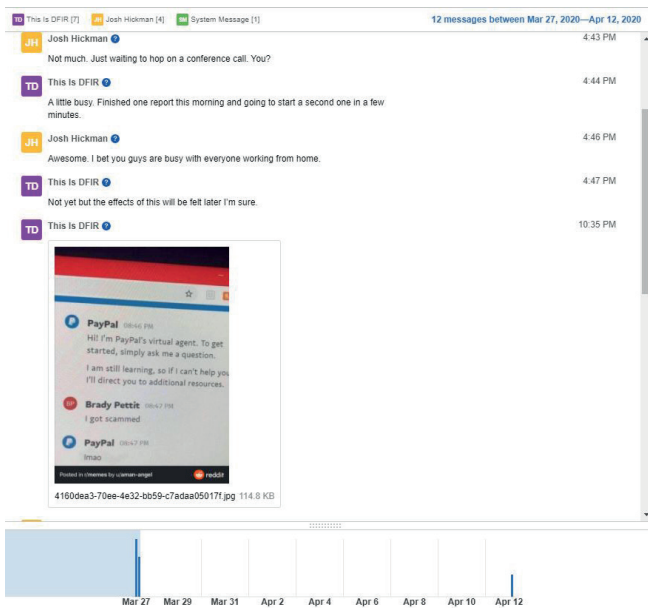 TD This Is DFIR [7] JH Josh Hickman [4] SM System Message [1] 12 messages between Mar 27, 2020—Apr 12, 2020
JH Josh Hickman 4:43 PM
Not much. Just waiting to hop on a conference call. You?
TD This Is DFIR 4:44 PM
A little busy. Finished one report this morning and going to start a second one in a few
minutes.
JH Josh Hickman 4:46 PM
Awesome. I bet you guys are busy with everyone working from home.
TD This Is DFIR 4:47 PM
Not yet but the effects of this will be felt later I'm sure.
TD This Is DFIR 10:35 PM
PayPal 08:46 PM
Hi! I'm PayPal's virtual agent. To get
started, simply ask me a question.
I am still learning, so if I can't help you
I'll direct you to additional resources.
BP Brady Pettit 08:47 PM
I got scammed
PayPal 08:47 PM
lmao
Posted in r/memes by u/aman-angel reddit
4160dea3-70ee-4e32-bb59-c7adaa05017f.jpg 114.8 KB
Mar 27 Mar 29 Mar 31 Apr 2 Apr 4 Apr 6 Apr 8 Apr 10 Apr 12